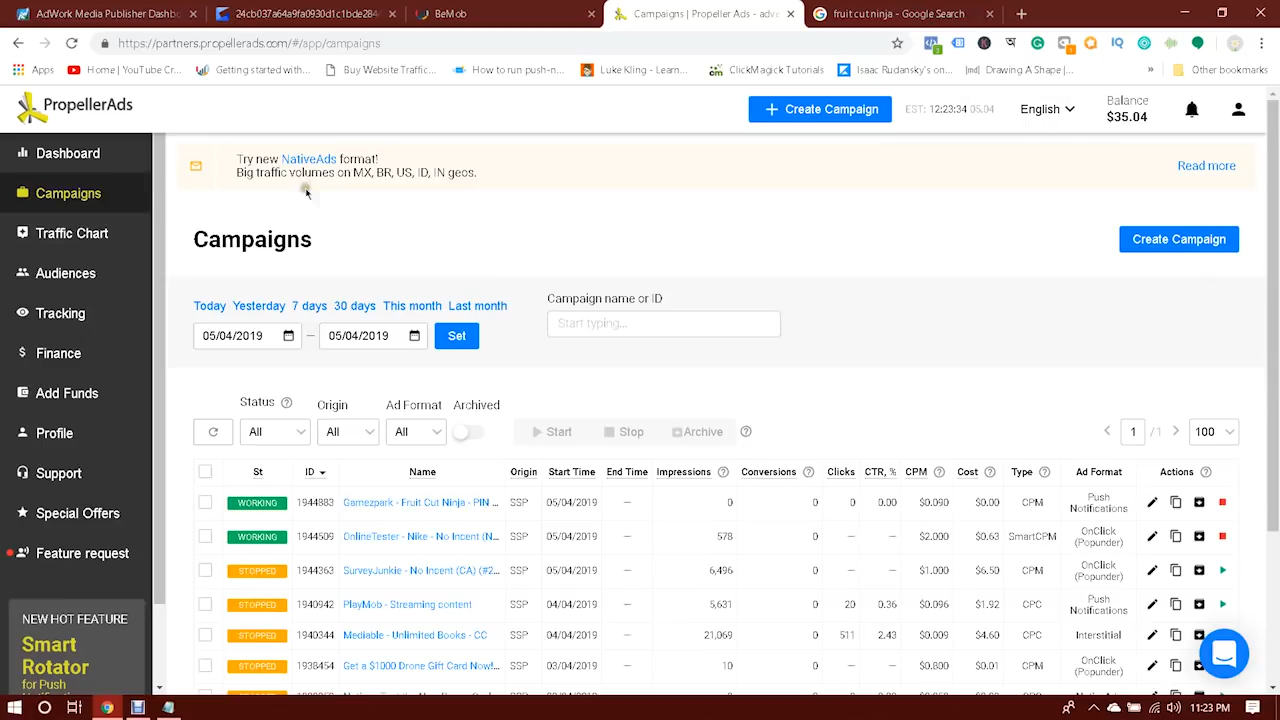 AdWork Media Publisher Dashbo
24cb037a64a9fa0930d1c1bde284
BeMob
Campaigns | Propeller Ads - adve
fruit cut ninja - Google Search
https://partners.propellerads.com/#/app/campaigns
Apps
Home | YouTube Cr...
Getting started with...
Buy Website Traffic...
How to run push-n...
Luke Kling - Learn...
ClickMagick Tutorials
Isaac Rudansky's on...
Drawing A Shape |...
»
Other bookmarks
PropellerAds
+ Create Campaign
EST: 12:23:34 05.04
English
Balance
$35.04
Dashboard
Campaigns
Traffic Chart
Audiences
Tracking
Finance
Add Funds
Profile
Support
Special Offers
Feature request
NEW HOT FEATURE
Smart
Rotator
for Push
Try new NativeAds format!
Big traffic volumes on MX, BR, US, ID, IN geos.
Read more
Campaigns
Create Campaign
Today Yesterday 7 days 30 days This month Last month
05/04/2019 — 05/04/2019 Set
Campaign name or ID
Start typing...
Status Origin Ad Format Archived
All All All
Start Stop Archive
1 /1 100
St ID Name Origin Start Time End Time Impressions Conversions Clicks CTR, % CPM Cost Type Ad Format Actions
WORKING 1944883 Gamezpark - Fruit Cut Ninja - PIN ... SSP 05/04/2019 — 0 0 0 0.00 $0.090 $0.00 CPM Push Notifications
WORKING 1944509 OnlineTester - Nike - No Incent (N... SSP 05/04/2019 — 578 0 — — $2.000 $0.63 SmartCPM OnClick (Popunder)
STOPPED 1944363 SurveyJunkie - No Incent (CA) (#2... SSP 05/04/2019 — 6,496 0 — — $1.000 $6.50 CPM OnClick (Popunder)
STOPPED 1940942 PlayMob - Streaming content SSP 04/04/2019 — 5,631 0 20 0.36 $0.096 $1.92 CPC Push Notifications
STOPPED 1940344 Mediable - Unlimited Books - CC SSP 04/04/2019 — 21,069 0 511 2.43 $0.009 $4.60 CPC Interstitial
STOPPED 1938454 Get a $1000 Drone Gift Card Now!... SSP 03/04/2019 — 10 0 — — $0.800 $0.01 CPM OnClick (Popunder)
11:23 PM